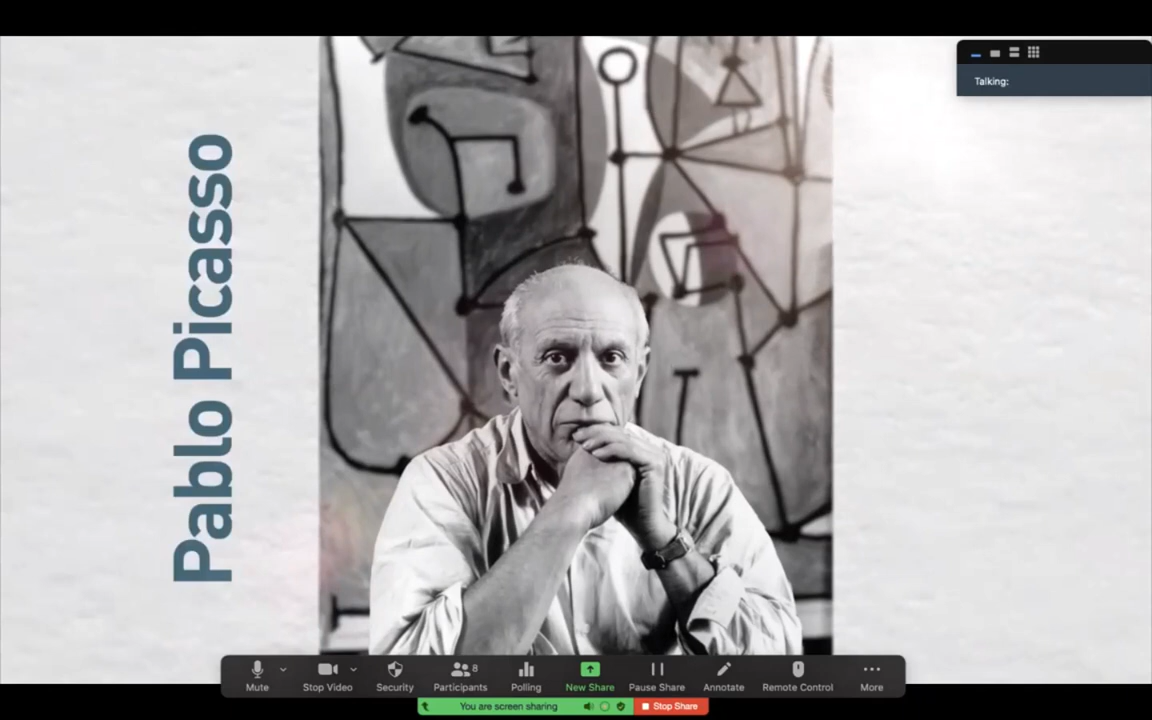 Talking:
Pablo Picasso
Mute
Stop Video
Security
Participants
8
Polling
New Share
Pause Share
Annotate
Remote Control
More
You are screen sharing
Stop Share